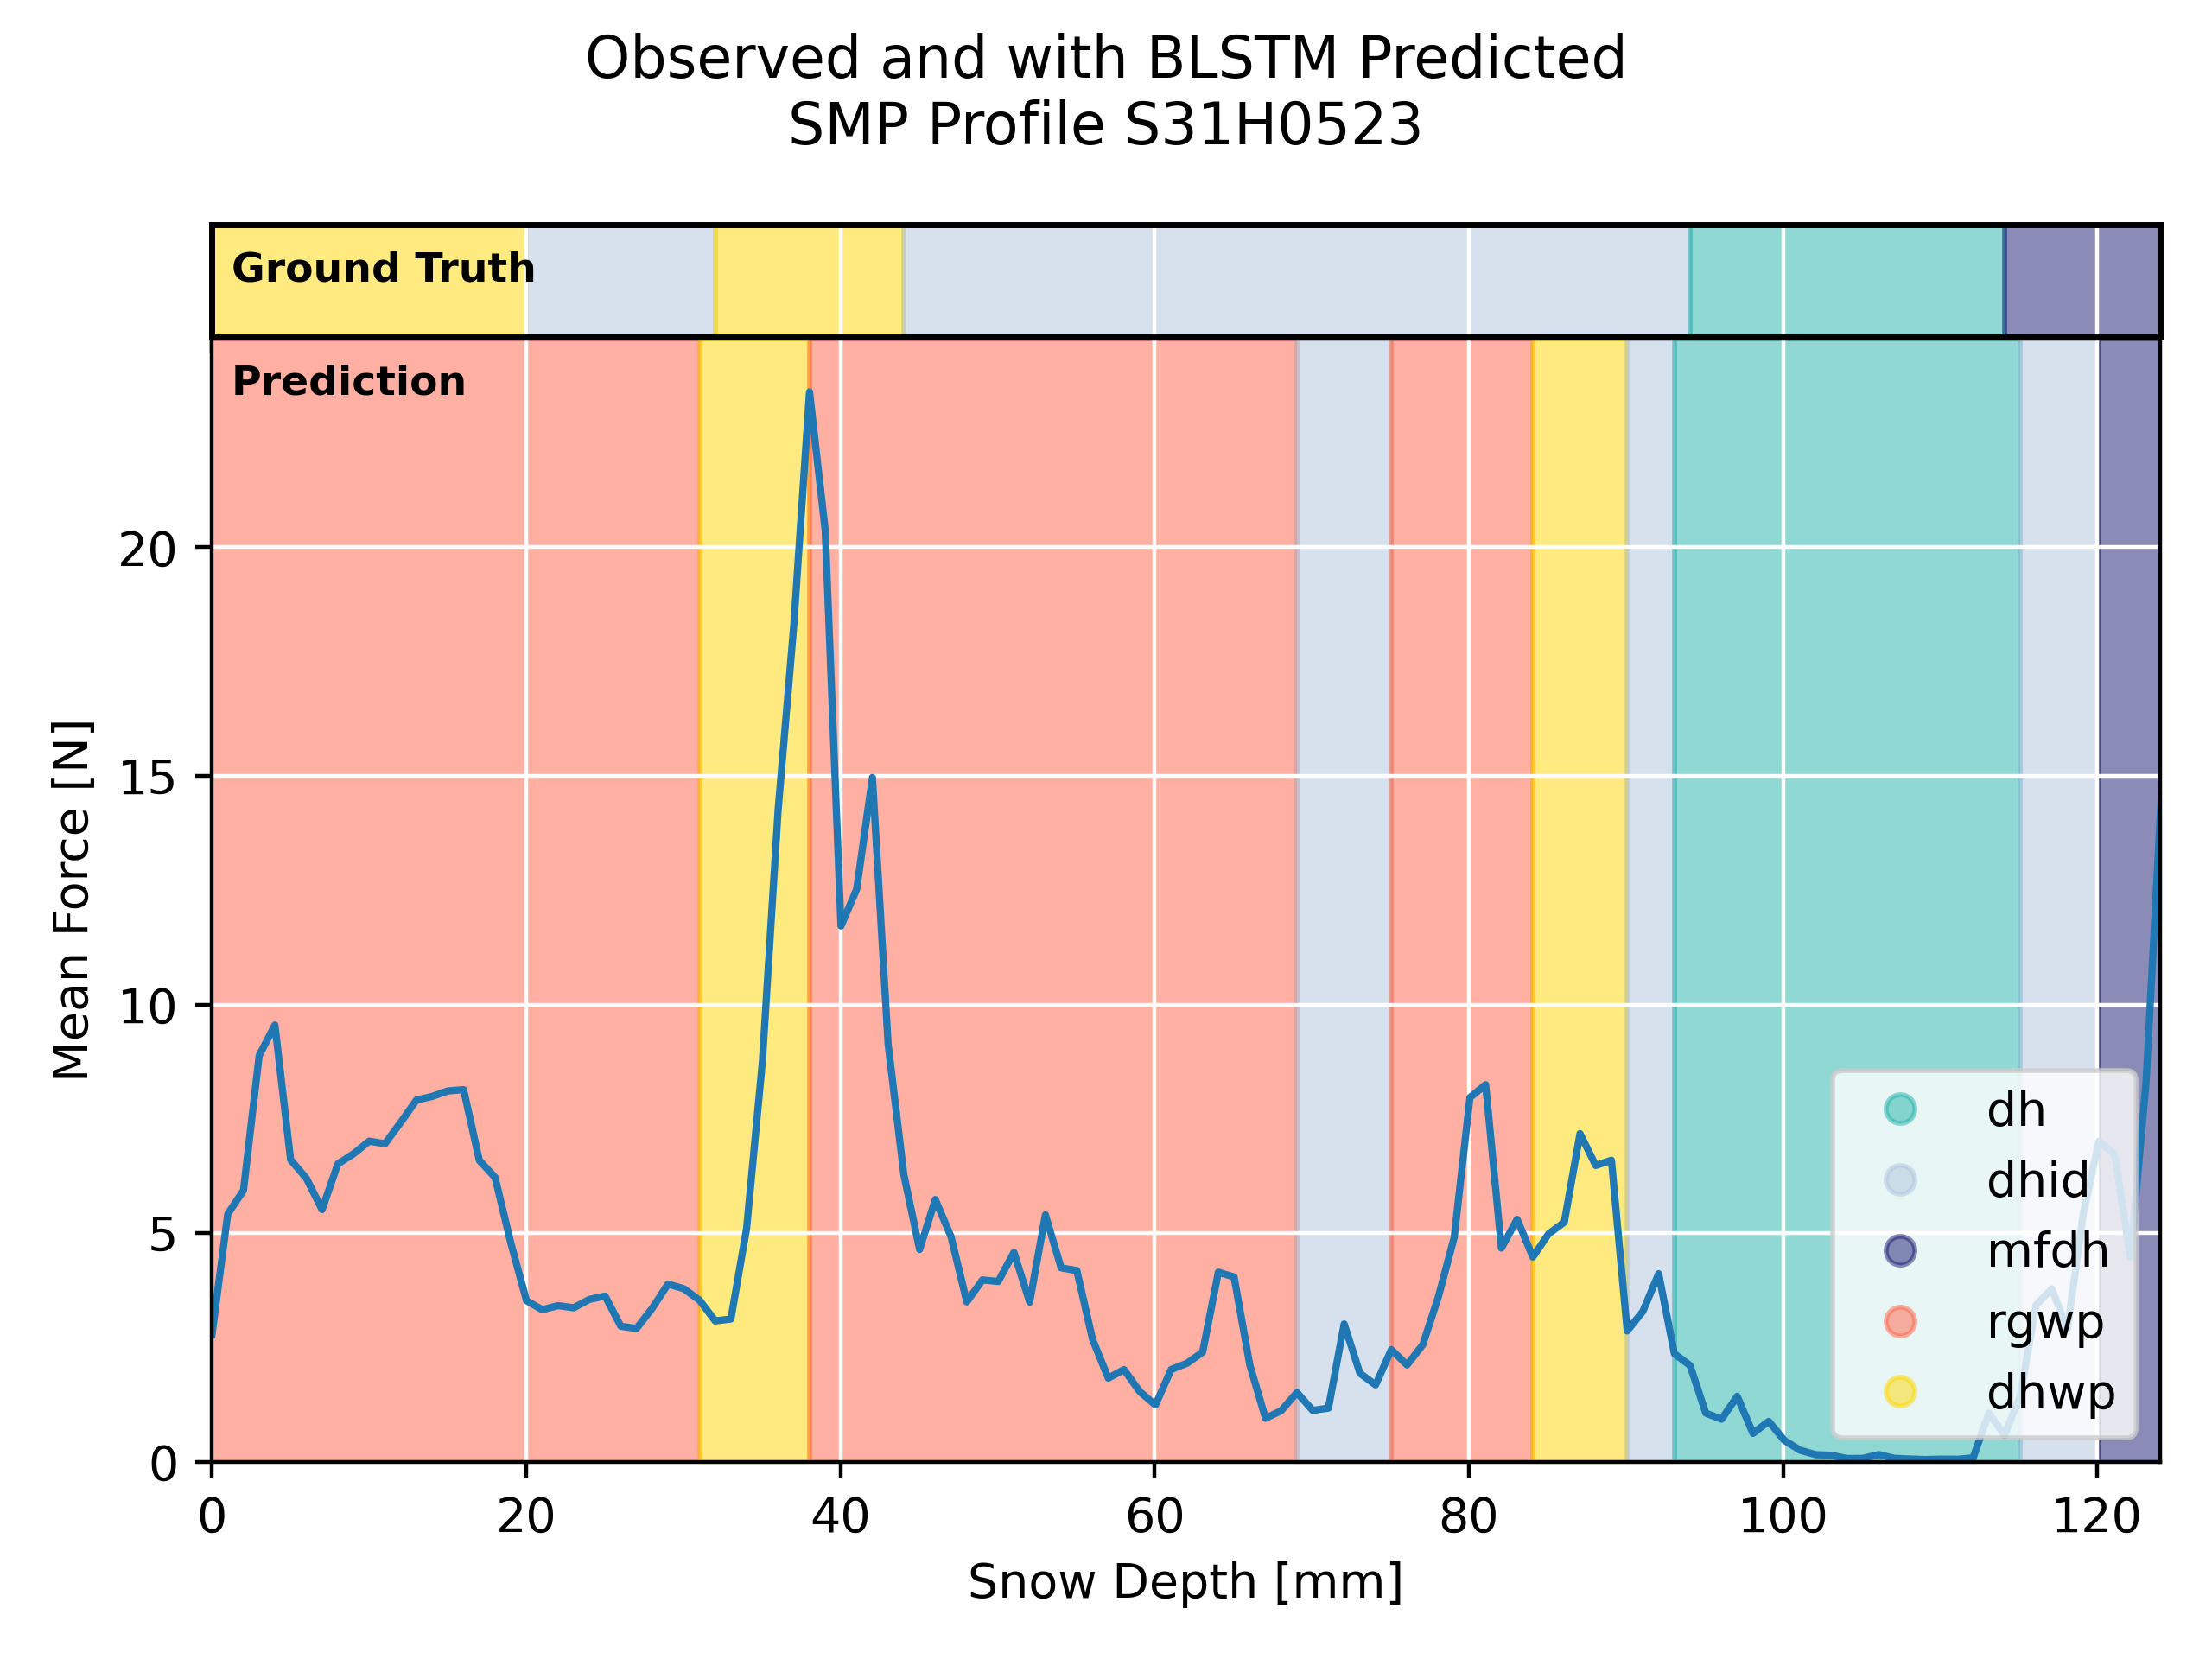 Observed and with BLSTM Predicted
SMP Profile S31H0523
Ground Truth
Prediction
Mean Force [N]
20
15
10
5
0
0 20 40 60 80 100 120
Snow Depth [mm]
dh
dhid
mfdh
rgwp
dhwp